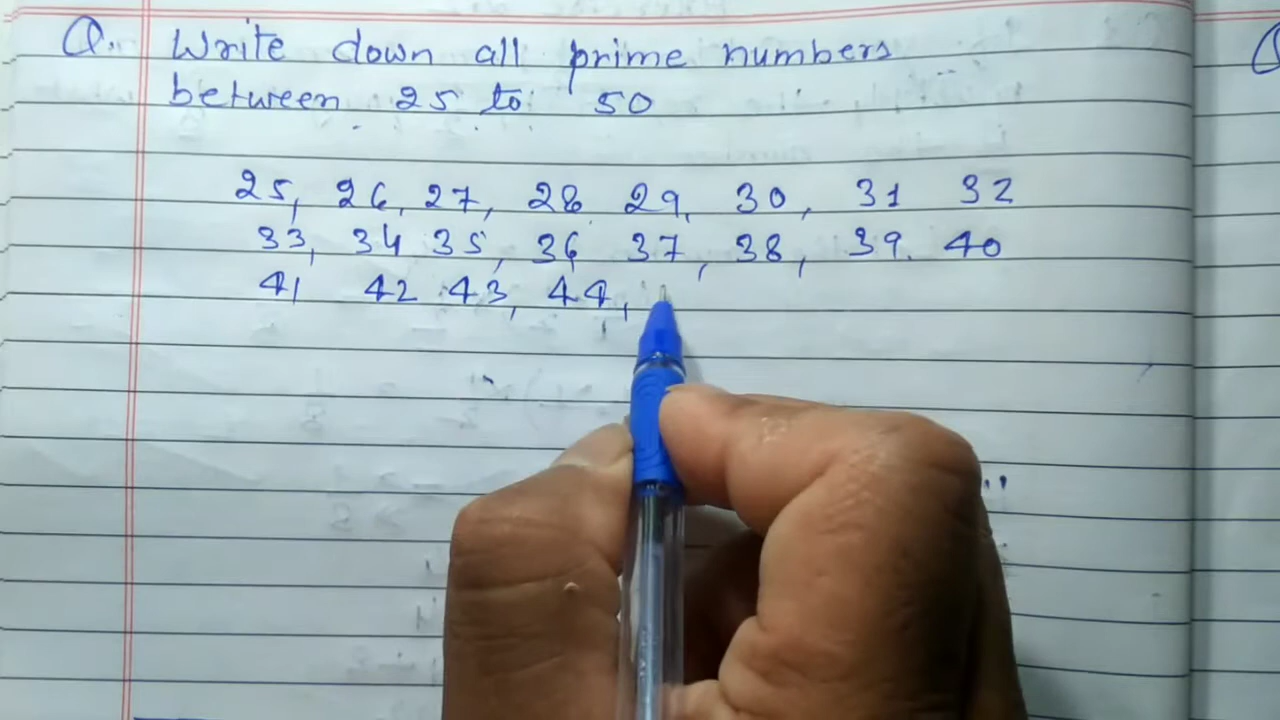 Q. Write down all prime numbers
between 25 to 50
25, 26, 27, 28 29, 30, 31 32
33, 34 35, 36 37, 38, 39. 40
41 42 43, 44,